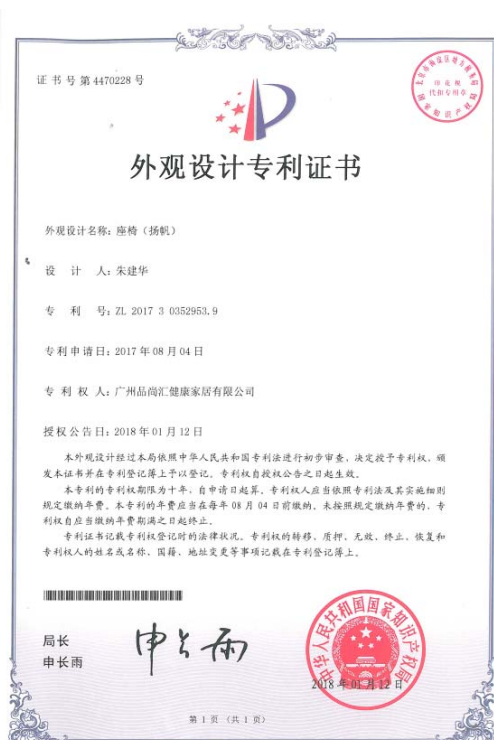 证书号第4470228号
印花税
代扣专用章
外观设计专利证书
外观设计名称：座椅（扬帆）
设计人：朱建华
专利号：ZL 2017 3 0352953.9
专利申请日：2017年08月04日
专利权人：广州品尚汇健康家居有限公司
授权公告日：2018年01月12日
本外观设计经过本局依照中华人民共和国专利法进行初步审查，决定授予专利权，颁
发本证书并在专利登记簿上予以登记。专利权自授权公告之日起生效。
本专利的专利权期限为十年，自申请日起算。专利权人应当依照专利法及其实施细则
规定缴纳年费。本专利的年费应当在每年08月04日前缴纳。未按照规定缴纳年费的，专
利权自应当缴纳年费期满之日起终止。
专利证书记载专利权登记时的法律状况。专利权的转移、质押、无效、终止、恢复和
专利权人的姓名或名称、国籍、地址变更等事项记载在专利登记簿上。
局长
申长雨
申长雨
中华人民共和国国家知识产权局
2018年01月12日
第1页（共1页）